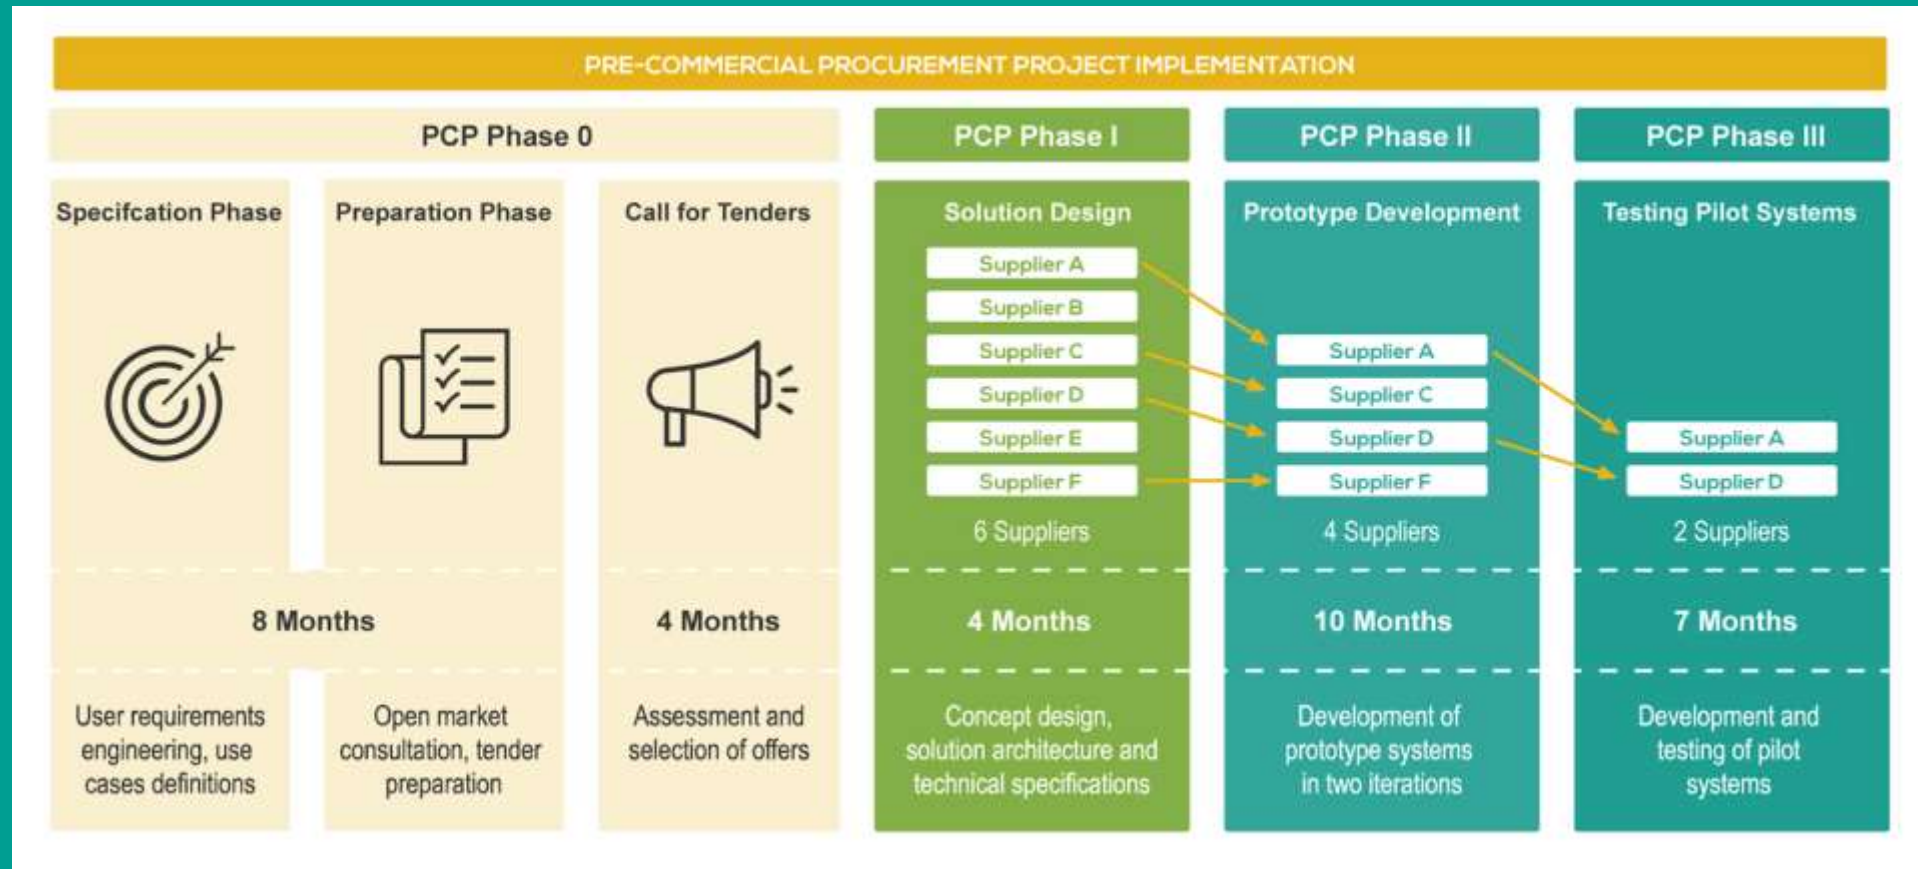 PRE-COMMERCIAL PROCUREMENT PROJECT IMPLEMENTATION
PCP Phase 0
Specifcation Phase
8 Months
User requirements
engineering, use
cases definitions
Preparation Phase
Open market
consultation, tender
preparation
Call for Tenders
4 Months
Assessment and
selection of offers
PCP Phase I
Solution Design
Supplier A
Supplier B
Supplier C
Supplier D
Supplier E
Supplier F
6 Suppliers
4 Months
Concept design,
solution architecture and
technical specifications
PCP Phase II
Prototype Development
Supplier A
Supplier C
Supplier D
Supplier F
4 Suppliers
10 Months
Development of
prototype systems
in two iterations
PCP Phase III
Testing Pilot Systems
Supplier A
Supplier D
2 Suppliers
7 Months
Development and
testing of pilot
systems